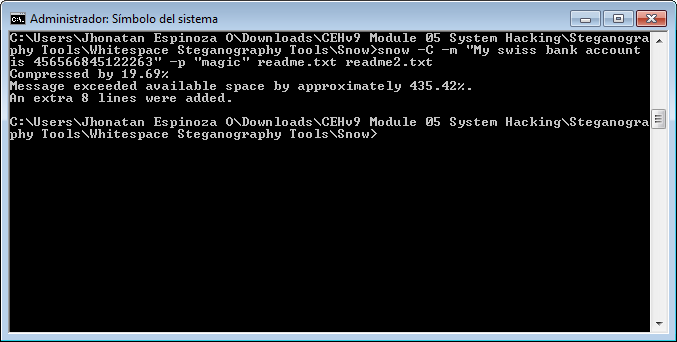 Administrador: Símbolo del sistema
C:\Users\Jhonatan Espinoza O\Downloads\CEHv9 Module 05 System Hacking\Steganogra
phy Tools\Whitespace Steganography Tools\Snow>snow -C -m "My swiss bank account
is 456566845122263" -p "magic" readme.txt readme2.txt
Compressed by 19.69%
Message exceeded available space by approximately 435.42%.
An extra 8 lines were added.
C:\Users\Jhonatan Espinoza O\Downloads\CEHv9 Module 05 System Hacking\Steganogra
phy Tools\Whitespace Steganography Tools\Snow>